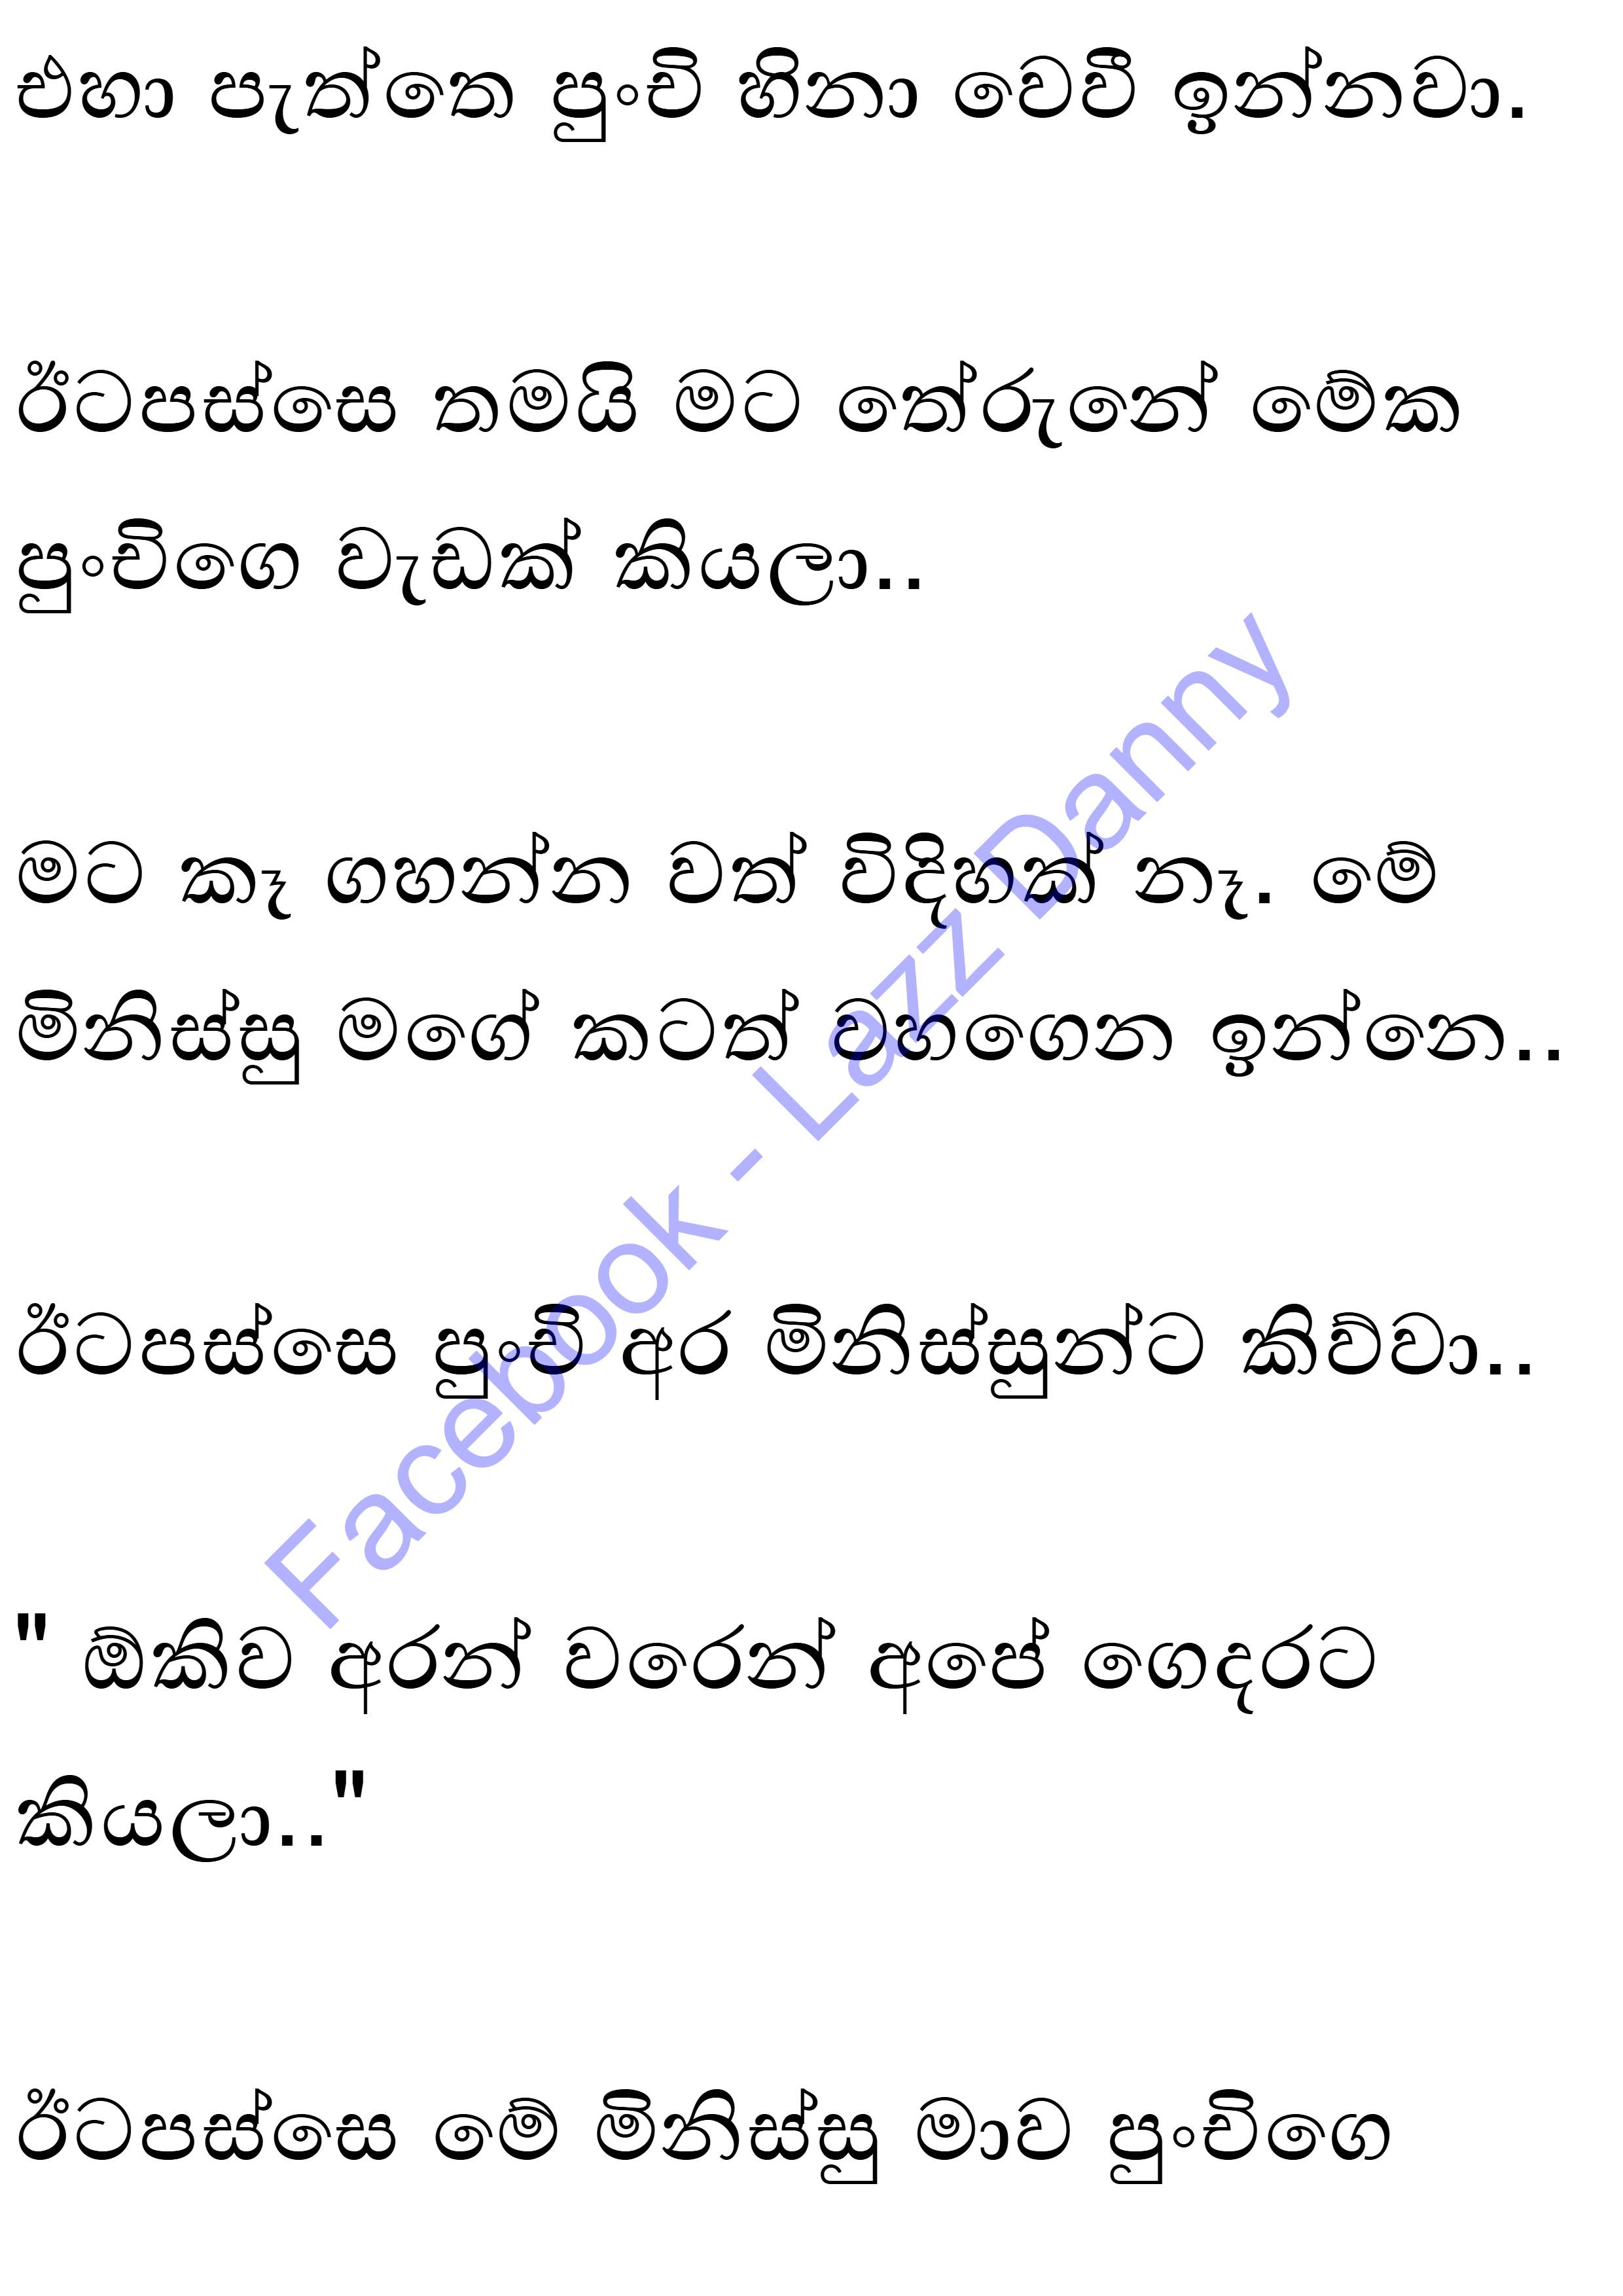 එහා පැත්තෙ පුංචි හිනා වෙවී ඉන්නවා.
ඊටපස්සෙ තමයි මට තේරුනේ මේක
පුංචිගෙ වැඩක් කියලා..
මට කෑ ගහන්න වත් විදිහක් නෑ. මේ
මිනිස්සු මගේ කටත් වහගෙන ඉන්නෙ..
ඊටපස්සෙ පුංචි අර මිනිස්සුන්ට කිව්වා..
" ඕකිව අරන් වරෙන් අපේ ගෙදරට
කියලා.."
ඊටපස්සෙ මේ මිනිස්සු මාව පුංචිගෙ
Facebook - Lazz Danny